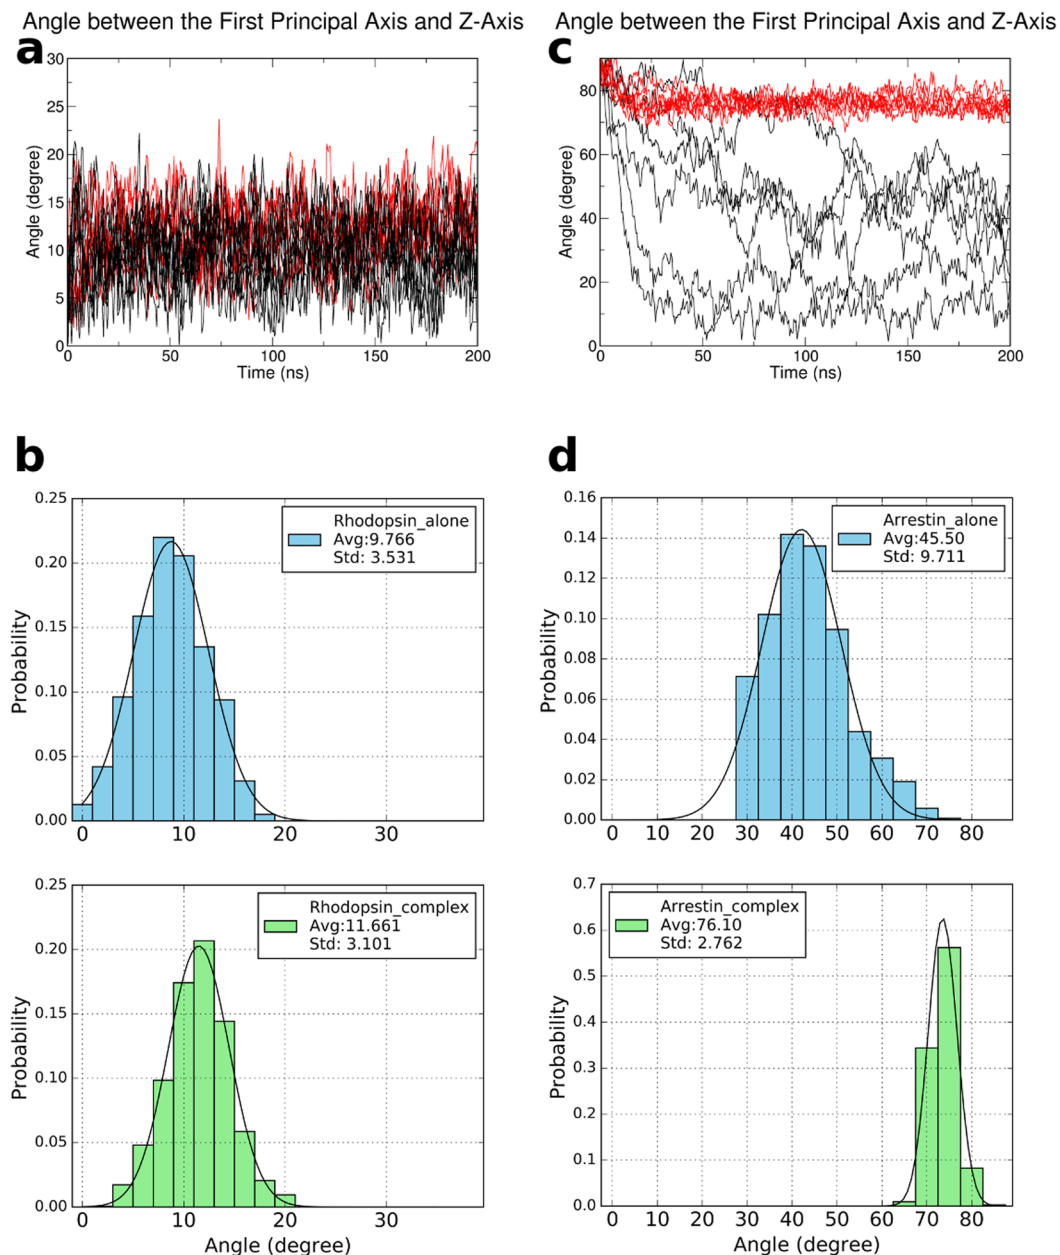 Angle between the First Principal Axis and Z-Axis
a
30
25
20
15
10
5
0
Angle (degree)
0 50 100 150 200
Time (ns)
Angle between the First Principal Axis and Z-Axis
c
80
60
40
20
0
Angle (degree)
0 50 100 150 200
Time (ns)
b
0.25
0.20
0.15
0.10
0.05
0.00
Probability
Rhodopsin_alone
Avg:9.766
Std: 3.531
0 10 20 30
0.25
0.20
0.15
0.10
0.05
0.00
Probability
Rhodopsin_complex
Avg:11.661
Std: 3.101
0 10 20 30
Angle (degree)
d
0.16
0.14
0.12
0.10
0.08
0.06
0.04
0.02
0.00
Probability
Arrestin_alone
Avg:45.50
Std: 9.711
0 10 20 30 40 50 60 70 80
0.7
0.6
0.5
0.4
0.3
0.2
0.1
0.0
Probability
Arrestin_complex
Avg:76.10
Std: 2.762
0 10 20 30 40 50 60 70 80
Angle (degree)